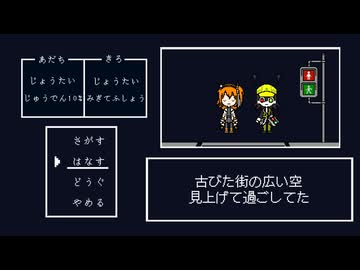 あだち
じょうたい
じゅうでん10%
きろ
じょうたい
みぎてふしょう
さがす
はなす
どうぐ
やめる
古びた街の広い空
見上げて過ごしてた